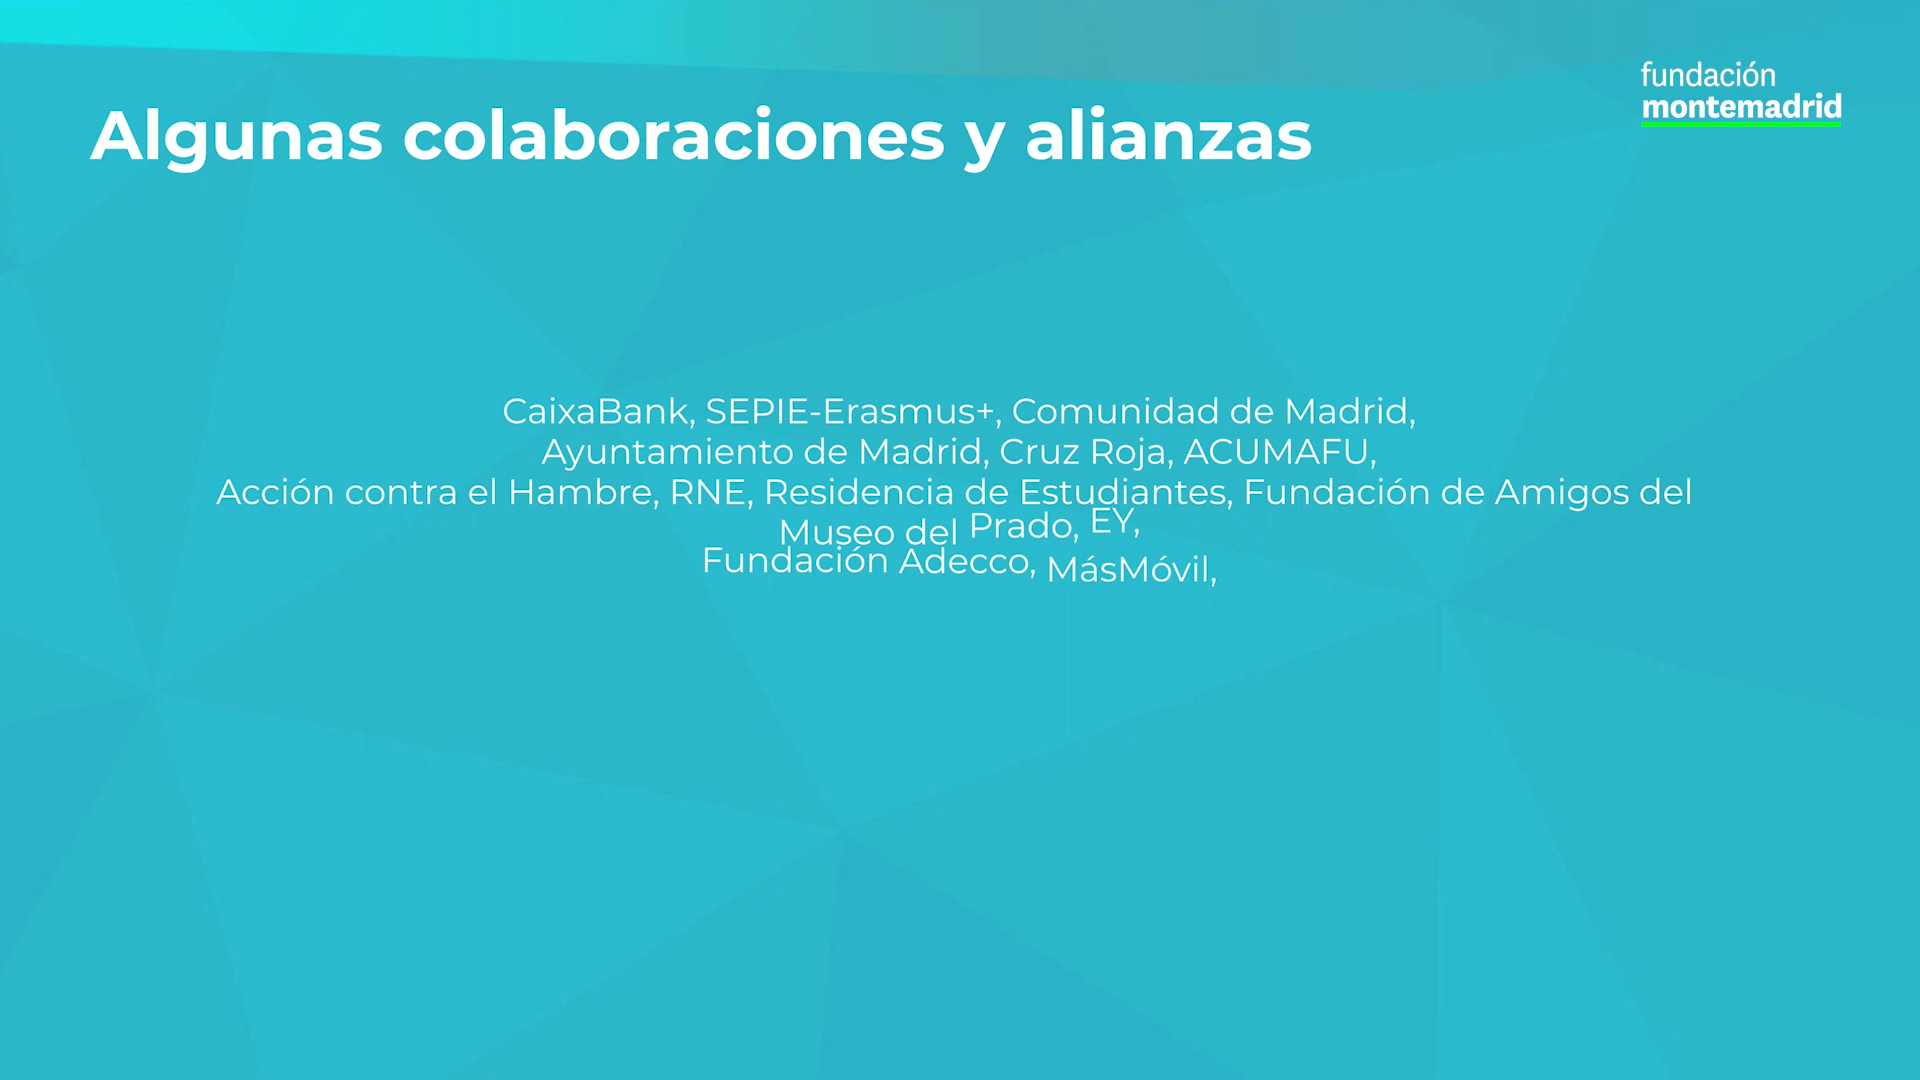 fundación
montemadrid
Algunas colaboraciones y alianzas
CaixaBank, SEPIE-Erasmus+, Comunidad de Madrid,
Ayuntamiento de Madrid, Cruz Roja, ACUMAFU,
Acción contra el Hambre, RNE, Residencia de Estudiantes, Fundación de Amigos del
Museo del Prado, EY,
Fundación Adecco, MásMóvil,